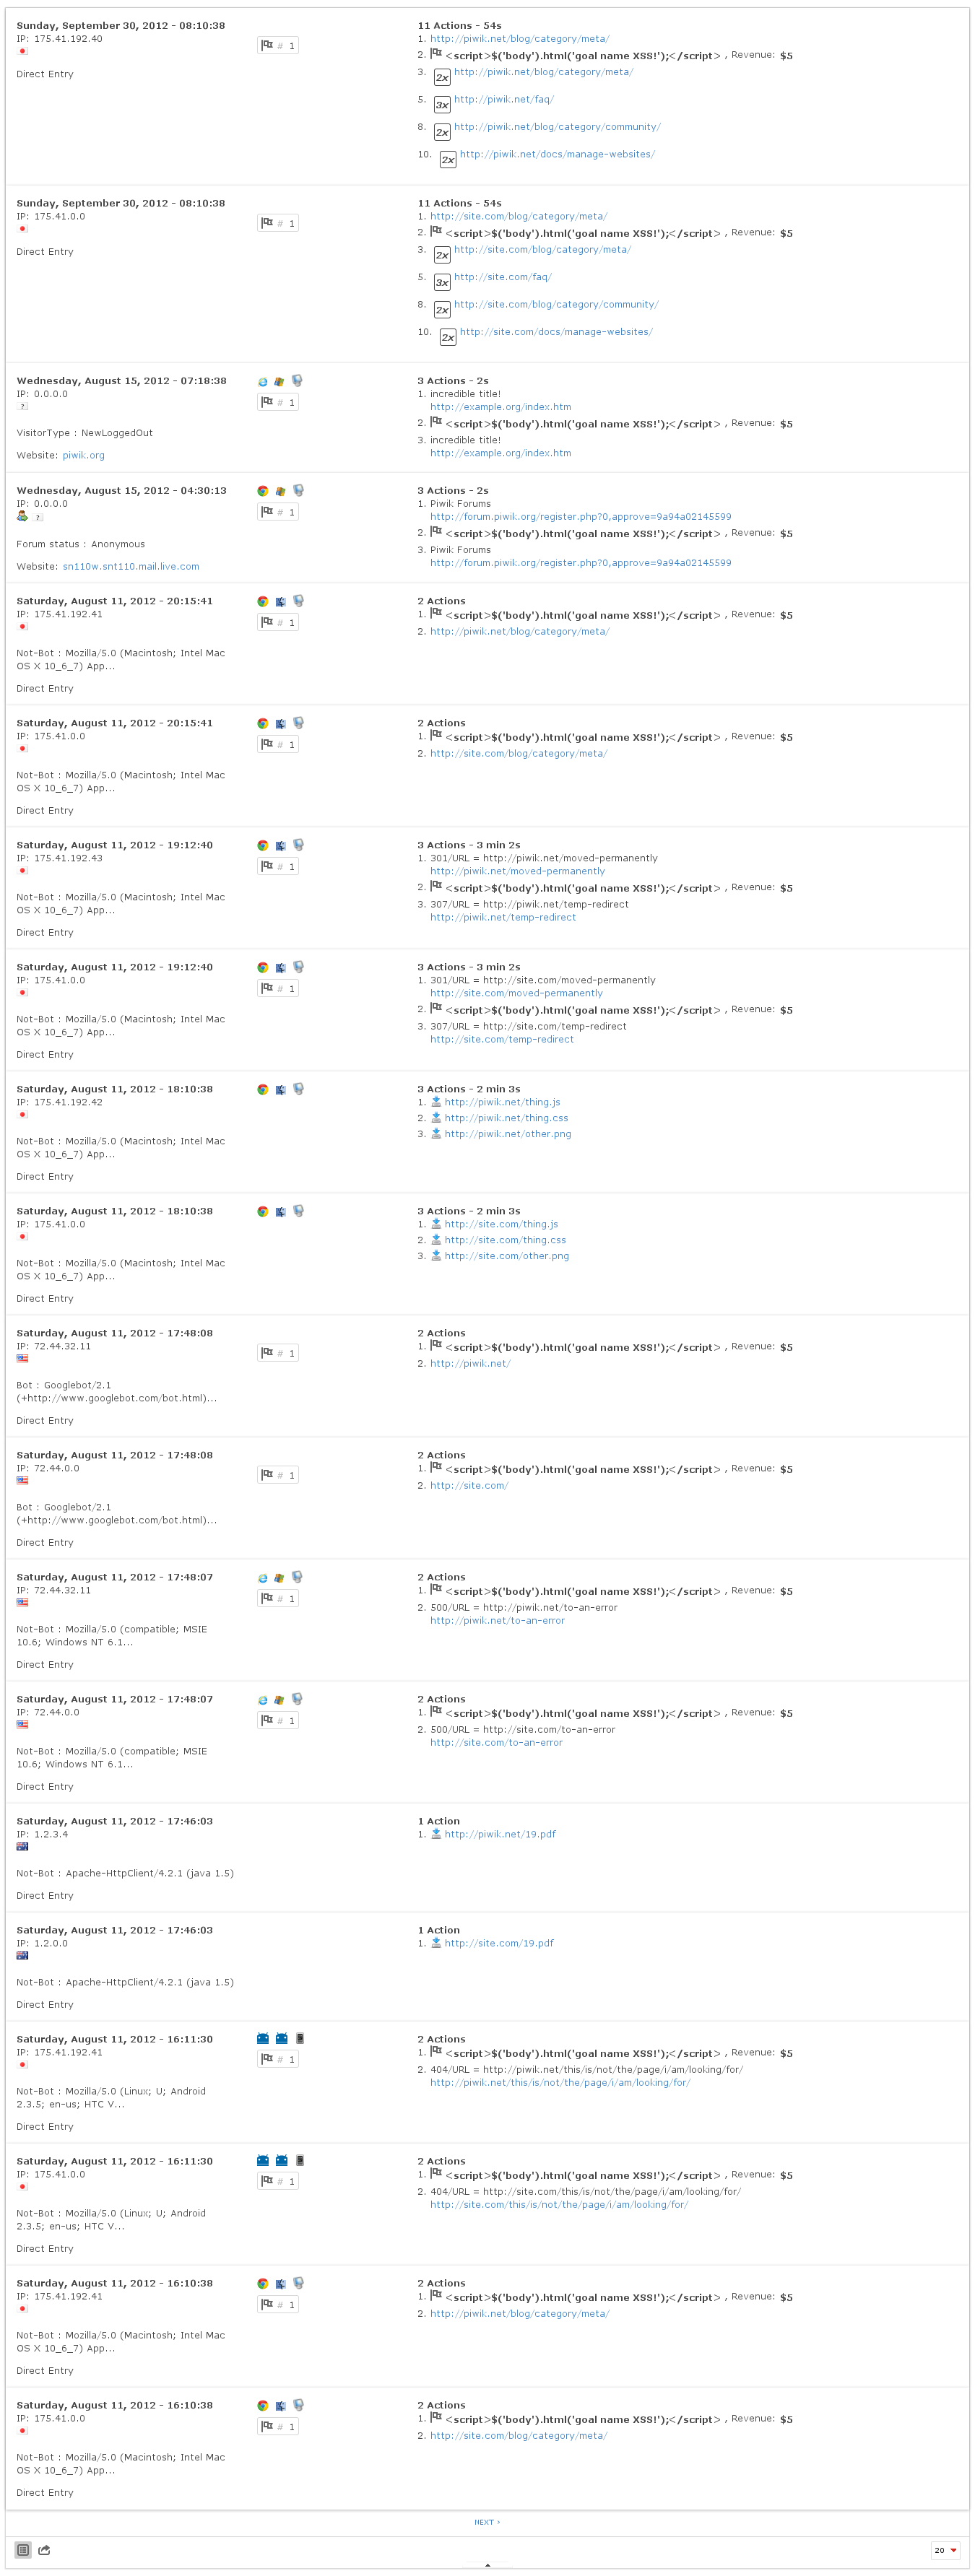 Sunday, September 30, 2012 - 08:10:38
IP: 175.41.192.40
# 1
Direct Entry
11 Actions - 54s
1. http://piwik.net/blog/category/meta/
2. <script>$('body').html('goal name XSS!');</script> , Revenue: $5
3. 2x http://piwik.net/blog/category/meta/
5. 3x http://piwik.net/faq/
8. 2x http://piwik.net/blog/category/community/
10. 2x http://piwik.net/docs/manage-websites/
Sunday, September 30, 2012 - 08:10:38
IP: 175.41.0.0
# 1
Direct Entry
11 Actions - 54s
1. http://site.com/blog/category/meta/
2. <script>$('body').html('goal name XSS!');</script> , Revenue: $5
3. 2x http://site.com/blog/category/meta/
5. 3x http://site.com/faq/
8. 2x http://site.com/blog/category/community/
10. 2x http://site.com/docs/manage-websites/
Wednesday, August 15, 2012 - 07:18:38
IP: 0.0.0.0
?
# 1
VisitorType : NewLoggedOut
Website: piwik.org
3 Actions - 2s
1. incredible title!
http://example.org/index.htm
2. <script>$('body').html('goal name XSS!');</script> , Revenue: $5
3. incredible title!
http://example.org/index.htm
Wednesday, August 15, 2012 - 04:30:13
IP: 0.0.0.0
?
# 1
Forum status : Anonymous
Website: sn110w.snt110.mail.live.com
3 Actions - 2s
1. Piwik Forums
http://forum.piwik.org/register.php?0,approve=9a94a02145599
2. <script>$('body').html('goal name XSS!');</script> , Revenue: $5
3. Piwik Forums
http://forum.piwik.org/register.php?0,approve=9a94a02145599
Saturday, August 11, 2012 - 20:15:41
IP: 175.41.192.41
# 1
Not-Bot : Mozilla/5.0 (Macintosh; Intel Mac
OS X 10_6_7) App...
Direct Entry
2 Actions
1. <script>$('body').html('goal name XSS!');</script> , Revenue: $5
2. http://piwik.net/blog/category/meta/
Saturday, August 11, 2012 - 20:15:41
IP: 175.41.0.0
# 1
Not-Bot : Mozilla/5.0 (Macintosh; Intel Mac
OS X 10_6_7) App...
Direct Entry
2 Actions
1. <script>$('body').html('goal name XSS!');</script> , Revenue: $5
2. http://site.com/blog/category/meta/
Saturday, August 11, 2012 - 19:12:40
IP: 175.41.192.43
# 1
Not-Bot : Mozilla/5.0 (Macintosh; Intel Mac
OS X 10_6_7) App...
Direct Entry
3 Actions - 3 min 2s
1. 301/URL = http://piwik.net/moved-permanently
http://piwik.net/moved-permanently
2. <script>$('body').html('goal name XSS!');</script> , Revenue: $5
3. 307/URL = http://piwik.net/temp-redirect
http://piwik.net/temp-redirect
Saturday, August 11, 2012 - 19:12:40
IP: 175.41.0.0
# 1
Not-Bot : Mozilla/5.0 (Macintosh; Intel Mac
OS X 10_6_7) App...
Direct Entry
3 Actions - 3 min 2s
1. 301/URL = http://site.com/moved-permanently
http://site.com/moved-permanently
2. <script>$('body').html('goal name XSS!');</script> , Revenue: $5
3. 307/URL = http://site.com/temp-redirect
http://site.com/temp-redirect
Saturday, August 11, 2012 - 18:10:38
IP: 175.41.192.42
Not-Bot : Mozilla/5.0 (Macintosh; Intel Mac
OS X 10_6_7) App...
Direct Entry
3 Actions - 2 min 3s
1. http://piwik.net/thing.js
2. http://piwik.net/thing.css
3. http://piwik.net/other.png
Saturday, August 11, 2012 - 18:10:38
IP: 175.41.0.0
Not-Bot : Mozilla/5.0 (Macintosh; Intel Mac
OS X 10_6_7) App...
Direct Entry
3 Actions - 2 min 3s
1. http://site.com/thing.js
2. http://site.com/thing.css
3. http://site.com/other.png
Saturday, August 11, 2012 - 17:48:08
IP: 72.44.32.11
# 1
Bot : Googlebot/2.1
(+http://www.googlebot.com/bot.html)...
Direct Entry
2 Actions
1. <script>$('body').html('goal name XSS!');</script> , Revenue: $5
2. http://piwik.net/
Saturday, August 11, 2012 - 17:48:08
IP: 72.44.0.0
# 1
Bot : Googlebot/2.1
(+http://www.googlebot.com/bot.html)...
Direct Entry
2 Actions
1. <script>$('body').html('goal name XSS!');</script> , Revenue: $5
2. http://site.com/
Saturday, August 11, 2012 - 17:48:07
IP: 72.44.32.11
# 1
Not-Bot : Mozilla/5.0 (compatible; MSIE
10.6; Windows NT 6.1...
Direct Entry
2 Actions
1. <script>$('body').html('goal name XSS!');</script> , Revenue: $5
2. 500/URL = http://piwik.net/to-an-error
http://piwik.net/to-an-error
Saturday, August 11, 2012 - 17:48:07
IP: 72.44.0.0
# 1
Not-Bot : Mozilla/5.0 (compatible; MSIE
10.6; Windows NT 6.1...
Direct Entry
2 Actions
1. <script>$('body').html('goal name XSS!');</script> , Revenue: $5
2. 500/URL = http://site.com/to-an-error
http://site.com/to-an-error
Saturday, August 11, 2012 - 17:46:03
IP: 1.2.3.4
Not-Bot : Apache-HttpClient/4.2.1 (java 1.5)
Direct Entry
1 Action
1. http://piwik.net/19.pdf
Saturday, August 11, 2012 - 17:46:03
IP: 1.2.0.0
Not-Bot : Apache-HttpClient/4.2.1 (java 1.5)
Direct Entry
1 Action
1. http://site.com/19.pdf
Saturday, August 11, 2012 - 16:11:30
IP: 175.41.192.41
# 1
Not-Bot : Mozilla/5.0 (Linux; U; Android
2.3.5; en-us; HTC V...
Direct Entry
2 Actions
1. <script>$('body').html('goal name XSS!');</script> , Revenue: $5
2. 404/URL = http://piwik.net/this/is/not/the/page/i/am/looking/for/
http://piwik.net/this/is/not/the/page/i/am/looking/for/
Saturday, August 11, 2012 - 16:11:30
IP: 175.41.0.0
# 1
Not-Bot : Mozilla/5.0 (Linux; U; Android
2.3.5; en-us; HTC V...
Direct Entry
2 Actions
1. <script>$('body').html('goal name XSS!');</script> , Revenue: $5
2. 404/URL = http://site.com/this/is/not/the/page/i/am/looking/for/
http://site.com/this/is/not/the/page/i/am/looking/for/
Saturday, August 11, 2012 - 16:10:38
IP: 175.41.192.41
# 1
Not-Bot : Mozilla/5.0 (Macintosh; Intel Mac
OS X 10_6_7) App...
Direct Entry
2 Actions
1. <script>$('body').html('goal name XSS!');</script> , Revenue: $5
2. http://piwik.net/blog/category/meta/
Saturday, August 11, 2012 - 16:10:38
IP: 175.41.0.0
# 1
Not-Bot : Mozilla/5.0 (Macintosh; Intel Mac
OS X 10_6_7) App...
Direct Entry
2 Actions
1. <script>$('body').html('goal name XSS!');</script> , Revenue: $5
2. http://site.com/blog/category/meta/
NEXT ›
20